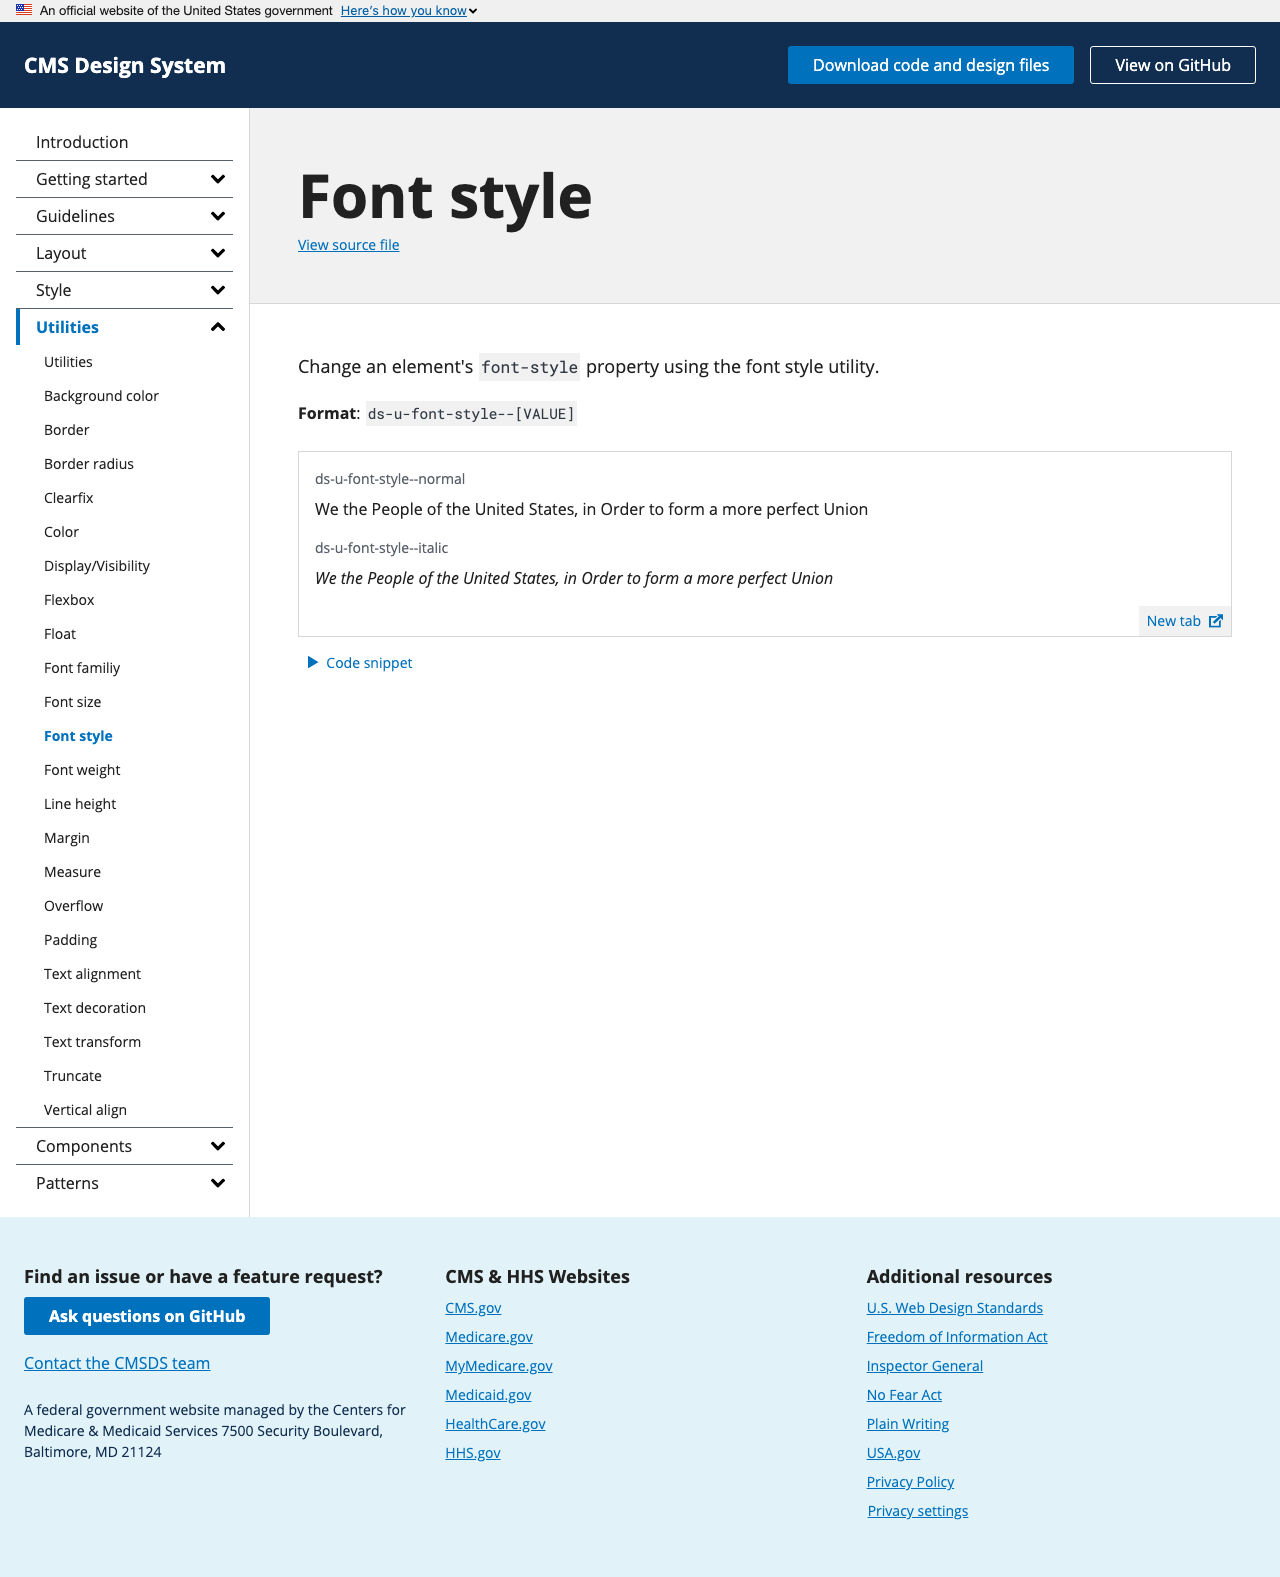 An official website of the United States government Here's how you know
CMS Design System
Download code and design files
View on GitHub
Introduction
Getting started
Guidelines
Layout
Style
Utilities
Utilities
Background color
Border
Border radius
Clearfix
Color
Display/Visibility
Flexbox
Float
Font familiy
Font size
Font style
Font weight
Line height
Margin
Measure
Overflow
Padding
Text alignment
Text decoration
Text transform
Truncate
Vertical align
Components
Patterns
Font style
View source file
Change an element's font-style property using the font style utility.
Format: ds-u-font-style--[VALUE]
ds-u-font-style--normal
We the People of the United States, in Order to form a more perfect Union
ds-u-font-style--italic
We the People of the United States, in Order to form a more perfect Union
New tab
Code snippet
Find an issue or have a feature request?
Ask questions on GitHub
Contact the CMSDS team
A federal government website managed by the Centers for
Medicare & Medicaid Services 7500 Security Boulevard,
Baltimore, MD 21124
CMS & HHS Websites
CMS.gov
Medicare.gov
MyMedicare.gov
Medicaid.gov
HealthCare.gov
HHS.gov
Additional resources
U.S. Web Design Standards
Freedom of Information Act
Inspector General
No Fear Act
Plain Writing
USA.gov
Privacy Policy
Privacy settings